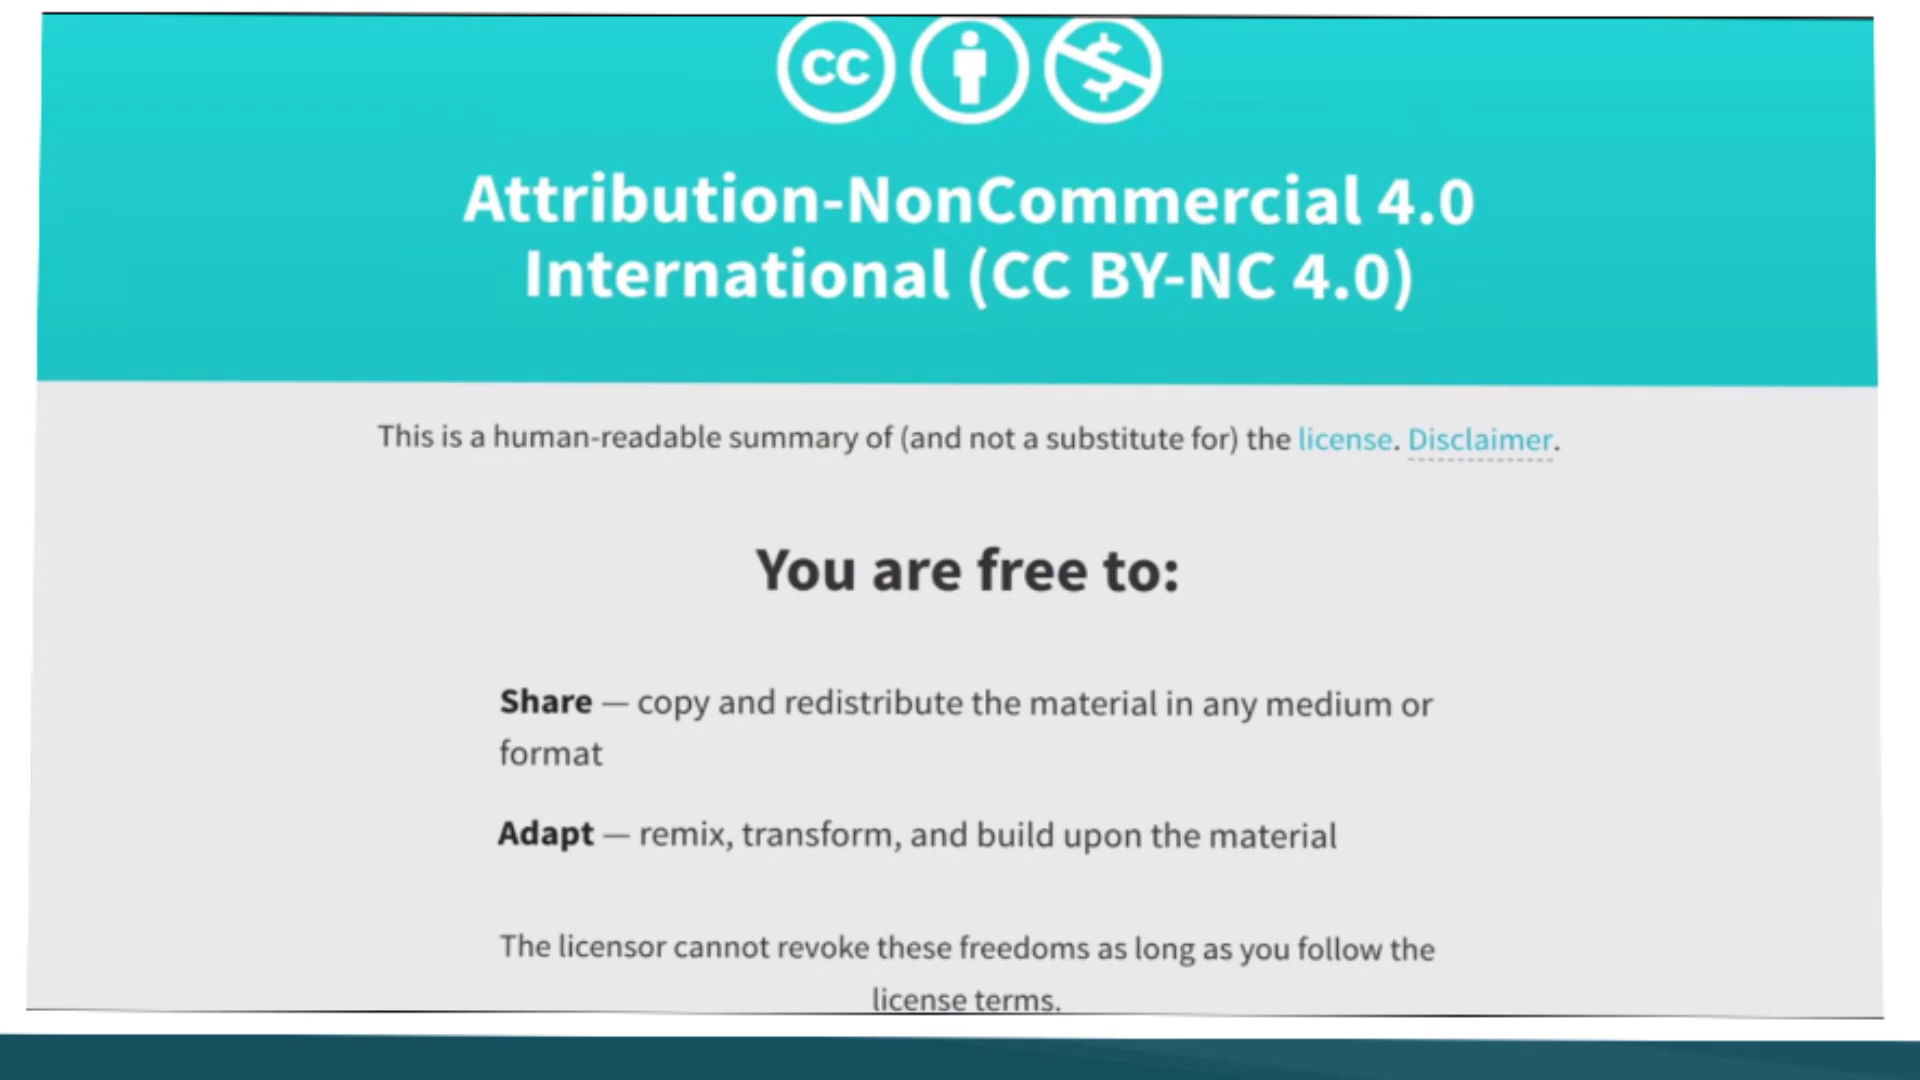 CC
Attribution-NonCommercial 4.0
International (CC BY-NC 4.0)
This is a human-readable summary of (and not a substitute for) the license. Disclaimer.
You are free to:
Share — copy and redistribute the material in any medium or
format
Adapt — remix, transform, and build upon the material
The licensor cannot revoke these freedoms as long as you follow the
license terms.